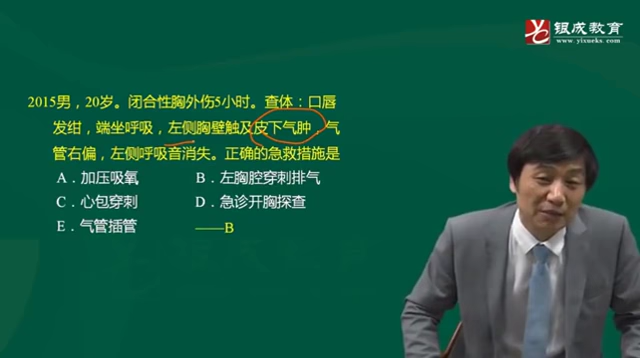 银成教育
www.yixueks.com
2015男，20岁。闭合性胸外伤5小时。查体：口唇
发绀，端坐呼吸，左侧胸壁触及皮下气肿，气
管右偏，左侧呼吸音消失。正确的急救措施是
A．加压吸氧 B．左胸腔穿刺排气
C．心包穿刺 D．急诊开胸探查
E．气管插管 ——B